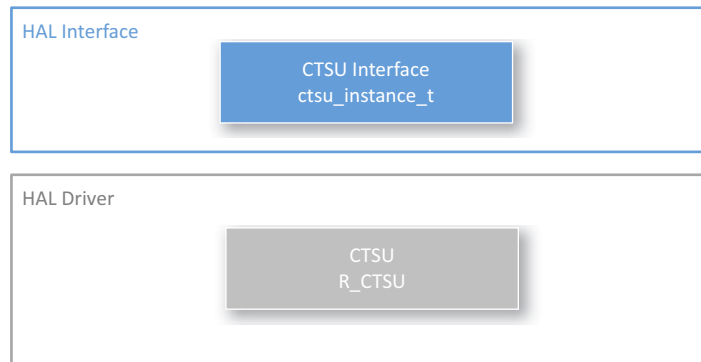 HAL Interface
CTSU Interface
ctsu_instance_t
HAL Driver
CTSU
R_CTSU